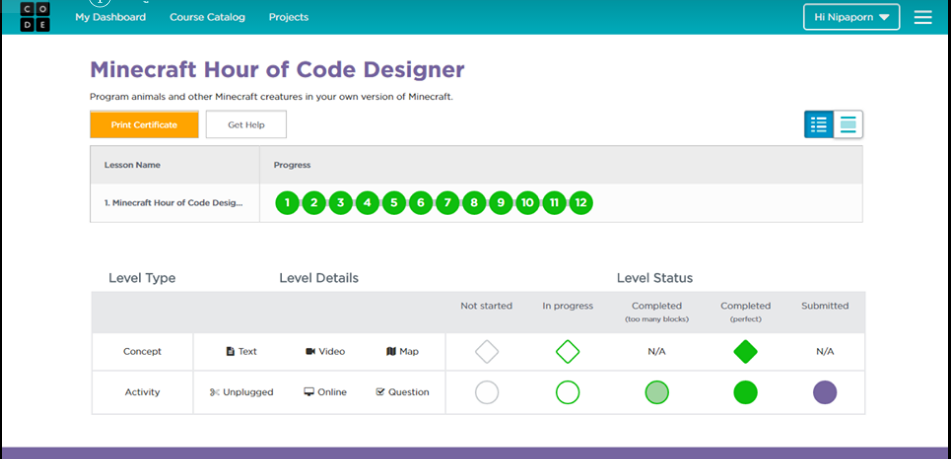 C O
D E
My Dashboard Course Catalog Projects Hi Nipaporn
Minecraft Hour of Code Designer
Program animals and other Minecraft creatures in your own version of Minecraft.
Print Certificate Get Help
Lesson Name Progress
1. Minecraft Hour of Code Desig... 1 2 3 4 5 6 7 8 9 10 11 12
Level Type Level Details Level Status
Not started In progress Completed Completed Submitted
(too many blocks) (perfect)
Concept Text Video Map N/A N/A
Activity Unplugged Online Question